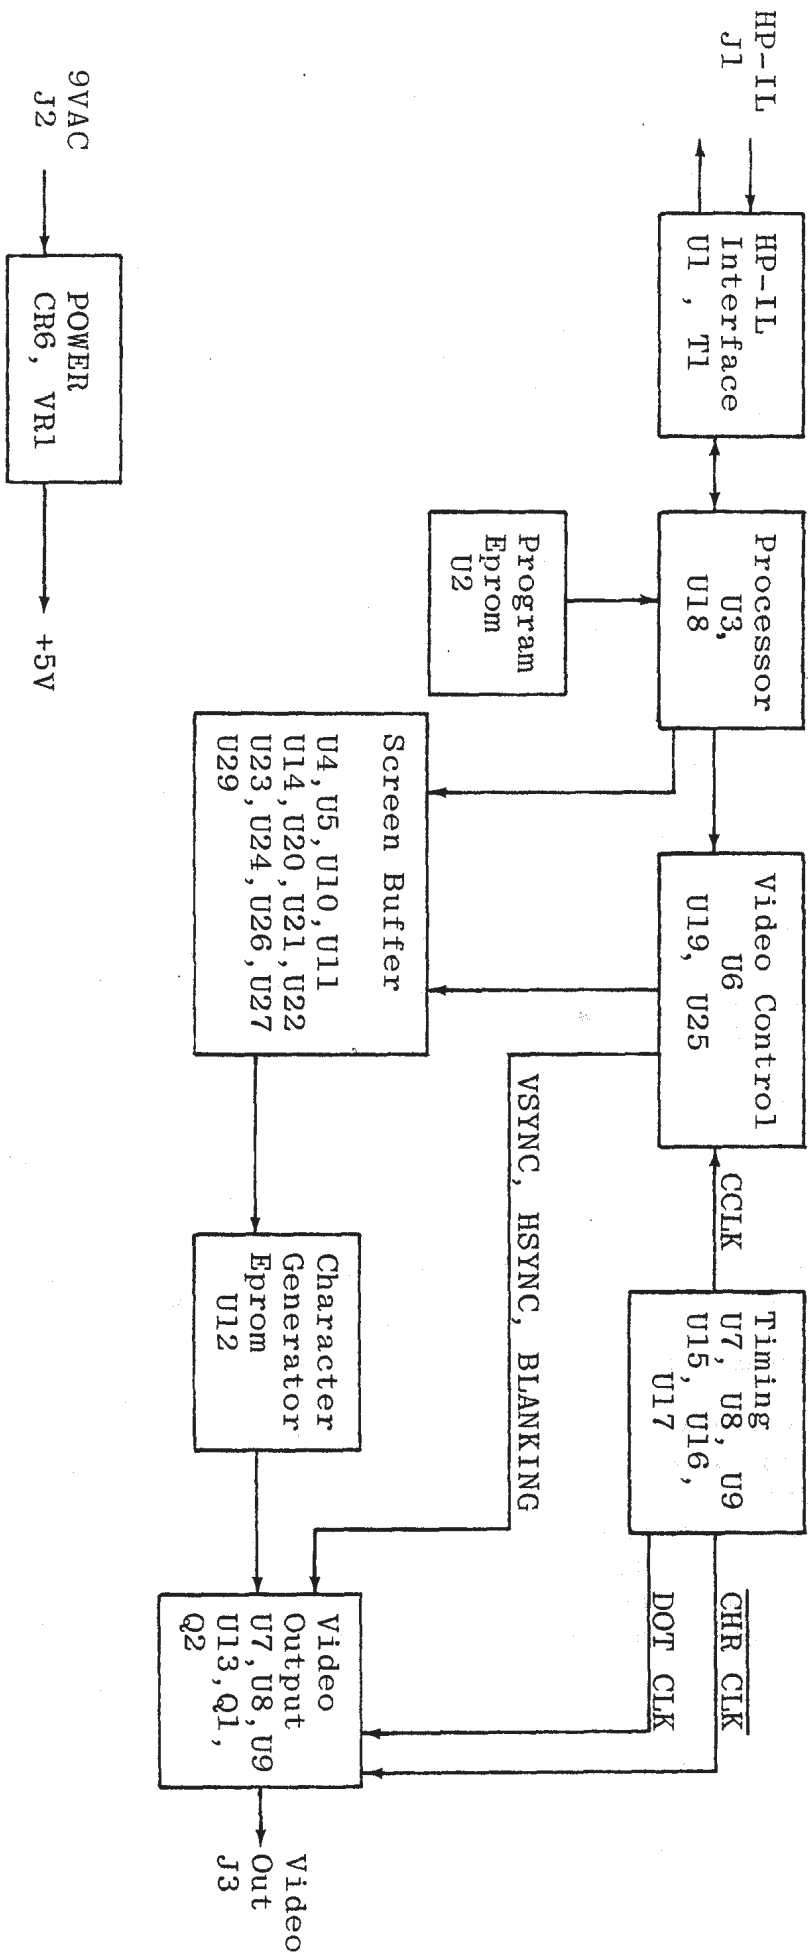 HP-IL
J1
HP-IL
Interface
U1 , T1
Processor
U3,
U18
Video Control
U6
U19, U25
CCLK
Timing
U7, U8, U9
U15, U16,
U17
CHR CLK
DOT CLK
Program
Eprom
U2
VSYNC, HSYNC, BLANKING
Screen Buffer
U4,U5,U10,U11
U14,U20,U21,U22
U23,U24,U26,U27
U29
Character
Generator
Eprom
U12
Video
Output
U7,U8,U9
U13,Q1,
Q2
Video
Out
J3
9VAC
J2
POWER
CR6, VR1
+5V